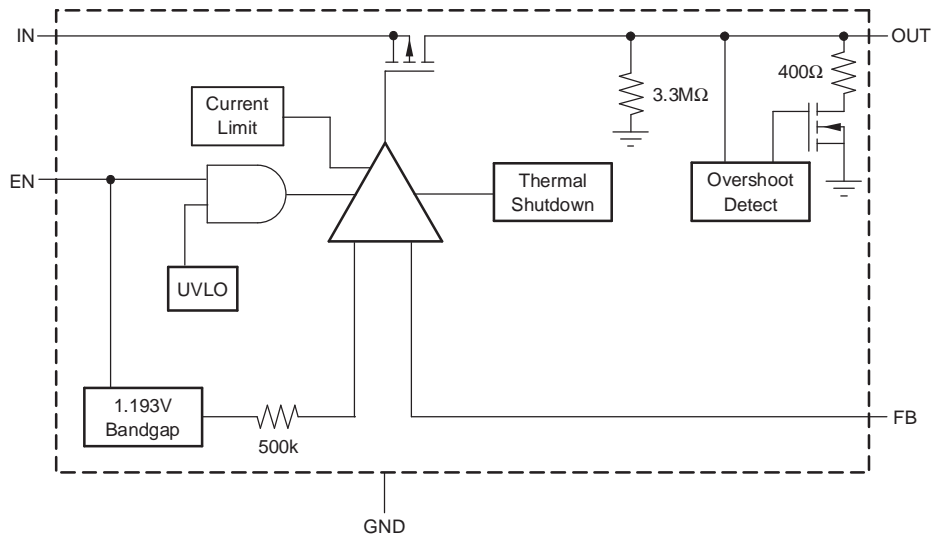 IN
OUT
400Ω
3.3MΩ
Current
Limit
EN
Thermal
Shutdown
Overshoot
Detect
UVLO
1.193V
Bandgap
500k
FB
GND